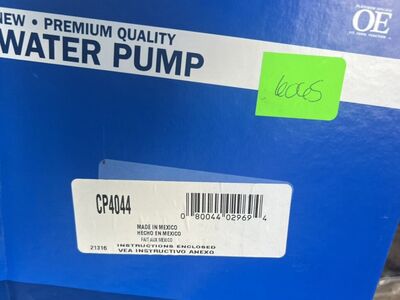 NEW • PREMIUM QUALITY
WATER PUMP
OE
6065
CP4044
0 80044 02969 4
MADE IN MEXICO
HECHO EN MEXICO
FAIT AUX MEXICO
21316 INSTRUCTIONS ENCLOSED
VEA INSTRUCTIVO ANEXO